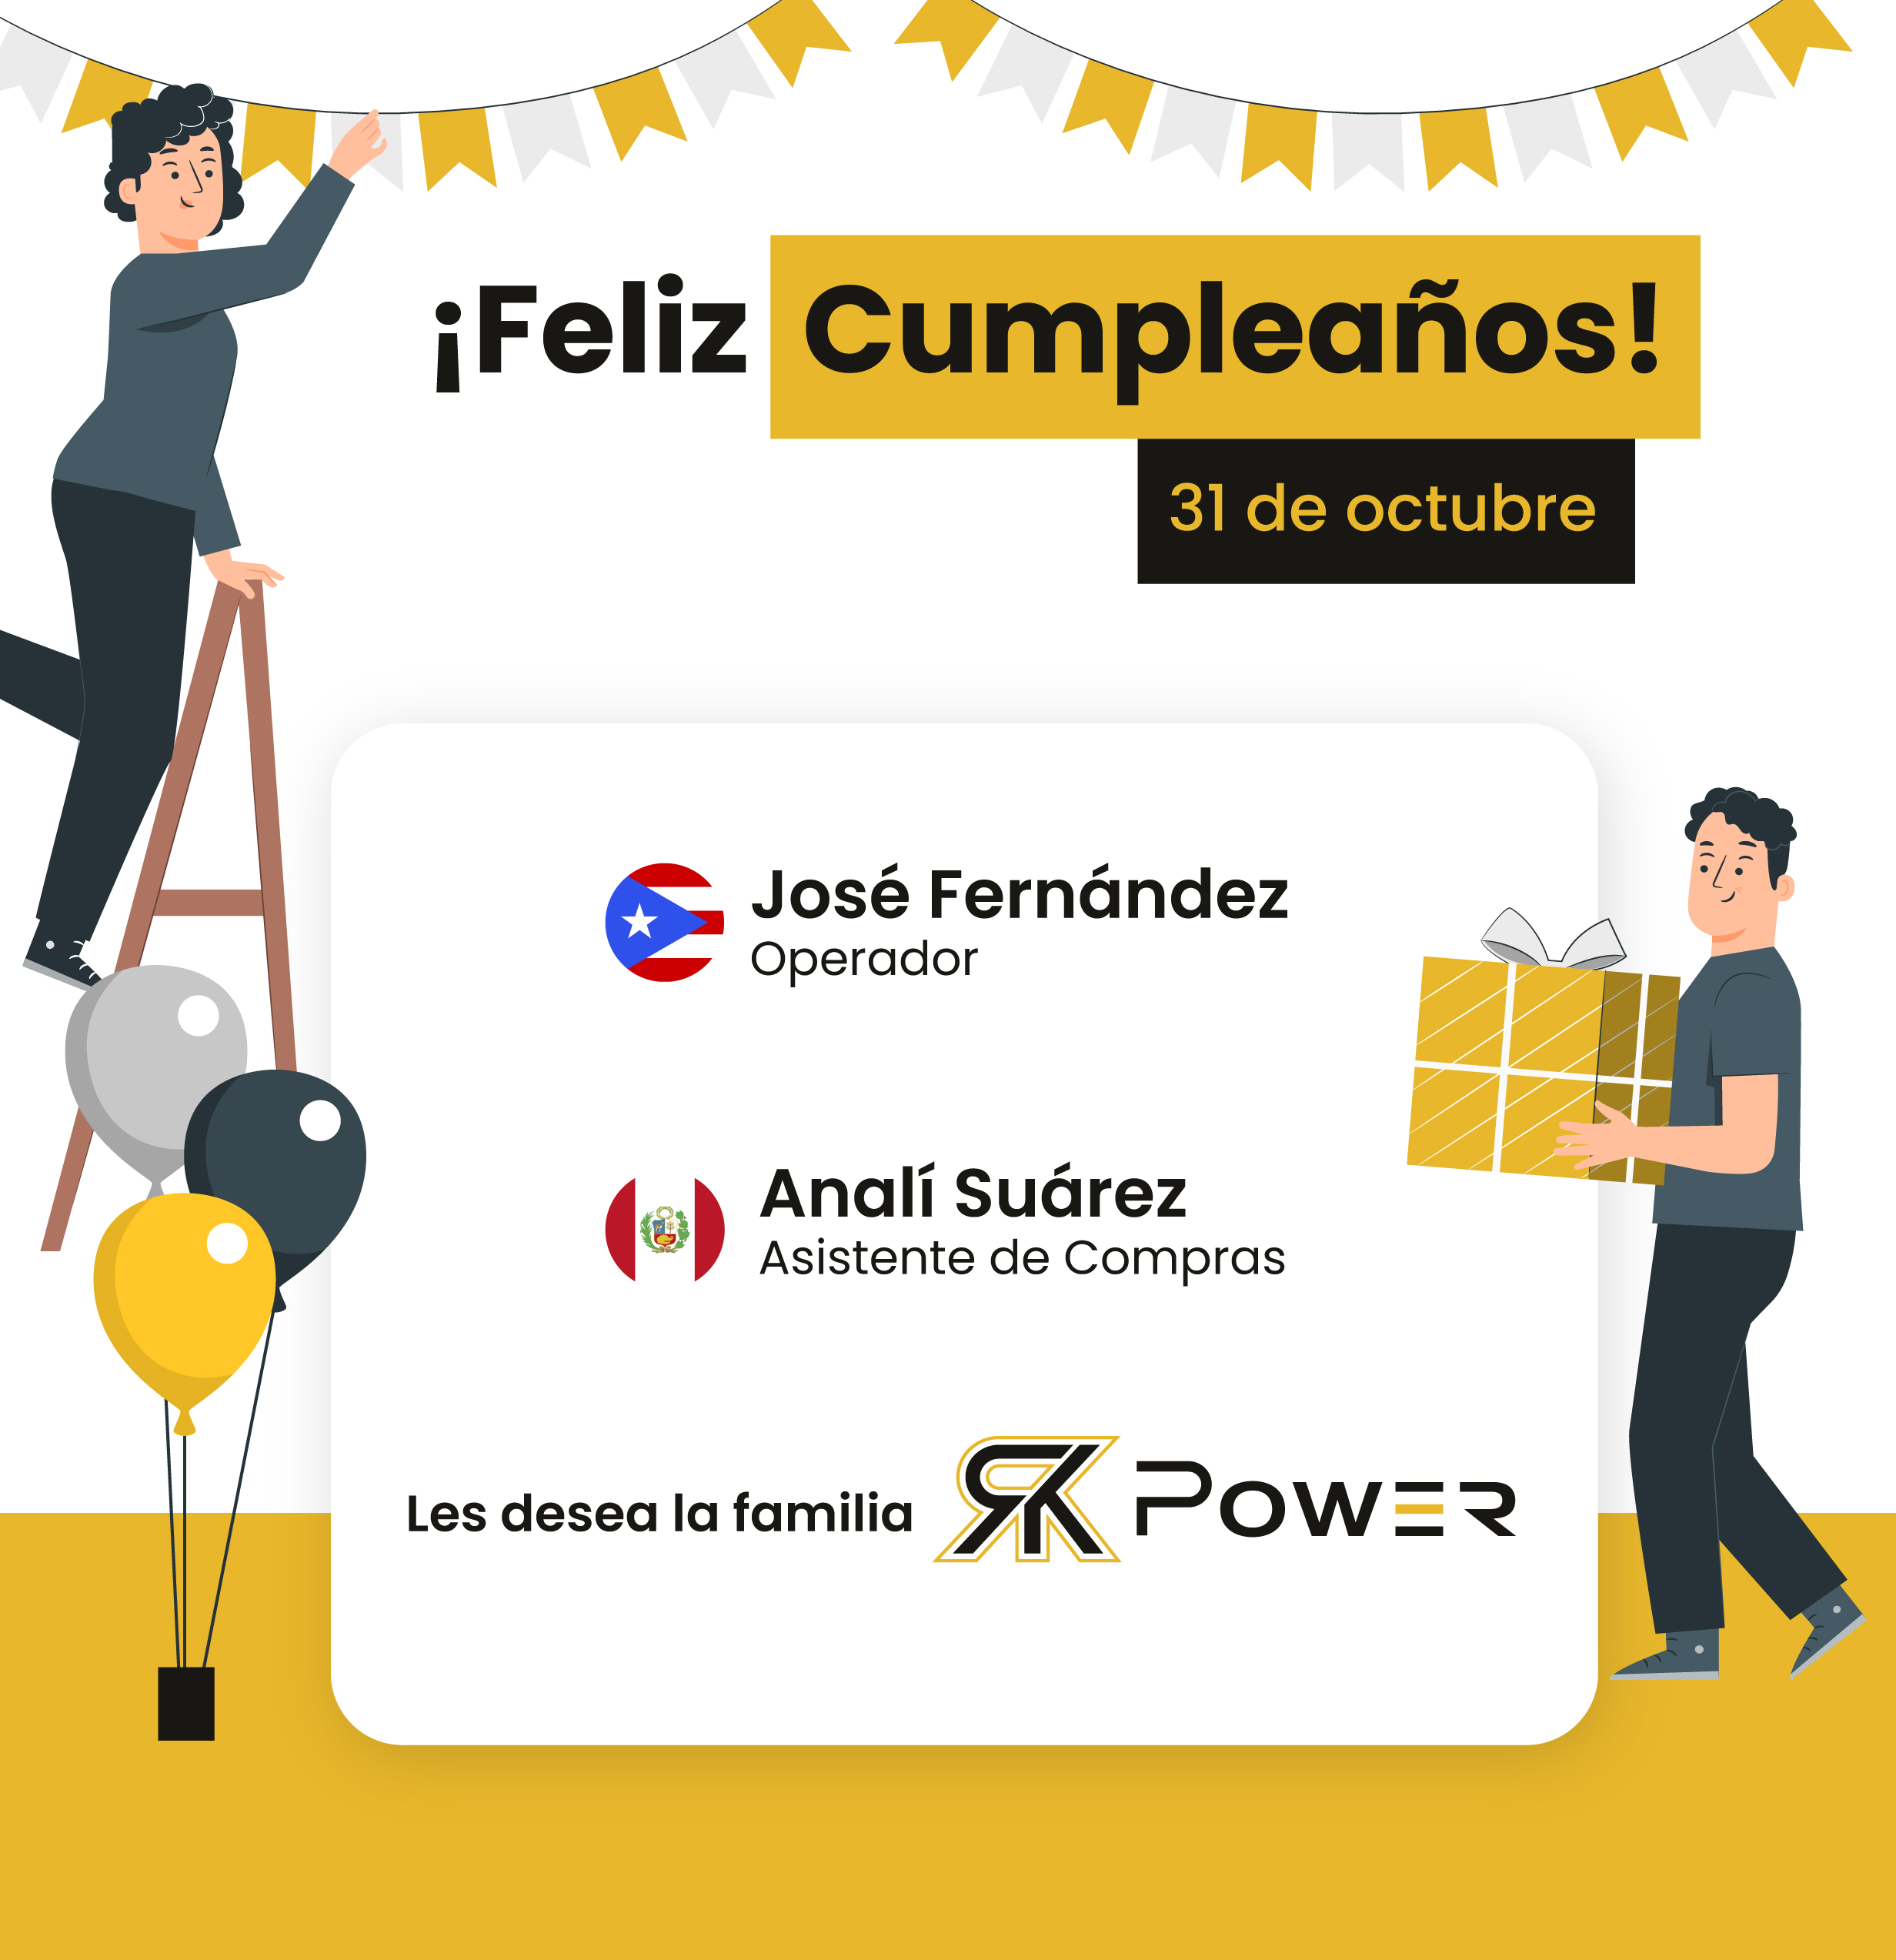 ¡Feliz Cumpleaños!
31 de octubre
José Fernández
Operador
Analí Suárez
Asistente de Compras
Les desea la familia RK POWER